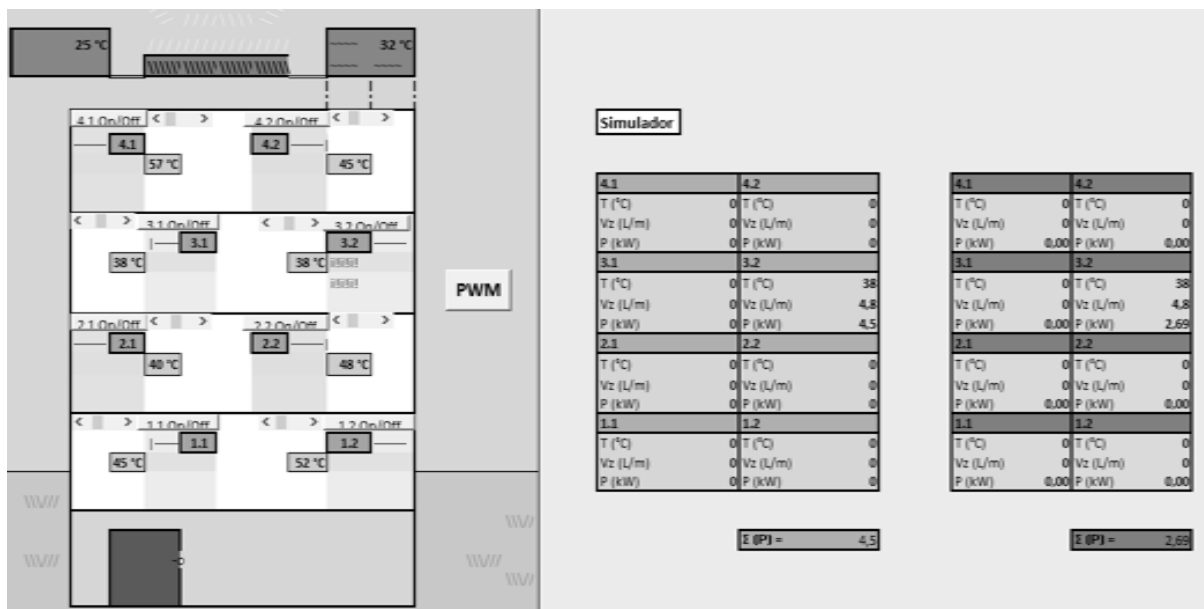 25 °C 32 °C
4.1 On/Off < > 4.2 On/Off < >
4.1 4.2
57 °C 45 °C
< > 3.1 On/Off < > 3.2 On/Off
3.1 3.2
38 °C 38 °C
2.1 On/Off < > 2.2 On/Off < >
2.1 2.2
40 °C 48 °C
< > 1.1 On/Off < > 1.2 On/Off
1.1 1.2
45 °C 52 °C
PWM
Simulador
4.1 4.2
T (°C) 0 T (°C) 0
Vz (L/m) 0 Vz (L/m) 0
P (kW) 0 P (kW) 0
3.1 3.2
T (°C) 0 T (°C) 38
Vz (L/m) 0 Vz (L/m) 4,8
P (kW) 0 P (kW) 4,5
2.1 2.2
T (°C) 0 T (°C) 0
Vz (L/m) 0 Vz (L/m) 0
P (kW) 0 P (kW) 0
1.1 1.2
T (°C) 0 T (°C) 0
Vz (L/m) 0 Vz (L/m) 0
P (kW) 0 P (kW) 0
Σ (P) = 4,5
4.1 4.2
T (°C) 0 T (°C) 0
Vz (L/m) 0 Vz (L/m) 0
P (kW) 0,00 P (kW) 0,00
3.1 3.2
T (°C) 0 T (°C) 38
Vz (L/m) 0 Vz (L/m) 4,8
P (kW) 0,00 P (kW) 2,69
2.1 2.2
T (°C) 0 T (°C) 0
Vz (L/m) 0 Vz (L/m) 0
P (kW) 0,00 P (kW) 0,00
1.1 1.2
T (°C) 0 T (°C) 0
Vz (L/m) 0 Vz (L/m) 0
P (kW) 0,00 P (kW) 0,00
Σ (P) = 2,69